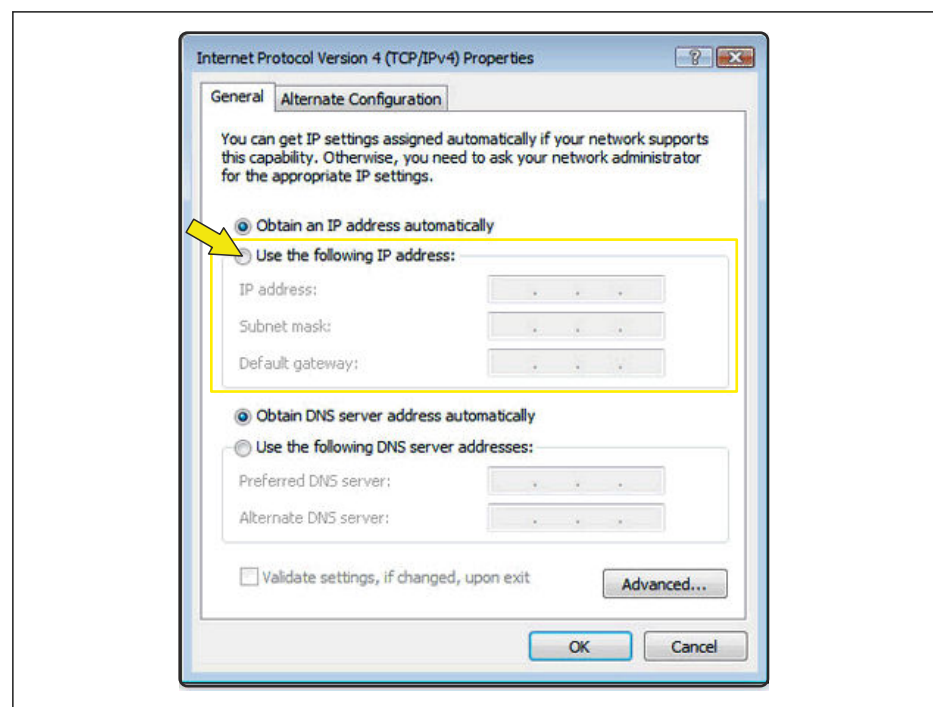 Internet Protocol Version 4 (TCP/IPv4) Properties
General
Alternate Configuration
You can get IP settings assigned automatically if your network supports
this capability. Otherwise, you need to ask your network administrator
for the appropriate IP settings.
Obtain an IP address automatically
Use the following IP address:
IP address:
Subnet mask:
Default gateway:
Obtain DNS server address automatically
Use the following DNS server addresses:
Preferred DNS server:
Alternate DNS server:
Validate settings, if changed, upon exit
Advanced...
OK
Cancel